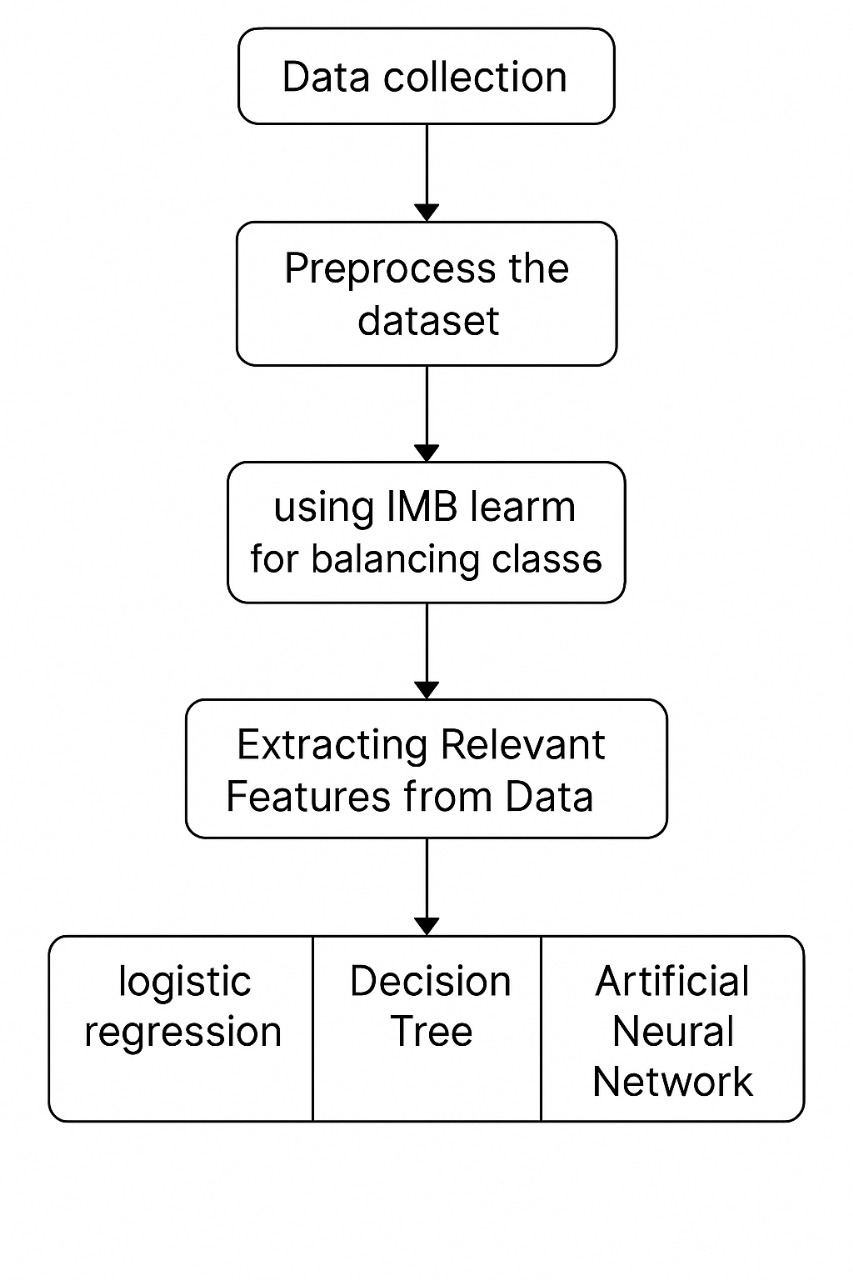 Data collection
Preprocess the
dataset
using IMB learm
for balancing class6
Extracting Relevant
Features from Data
logistic
regression
Decision
Tree
Artificial
Neural
Network